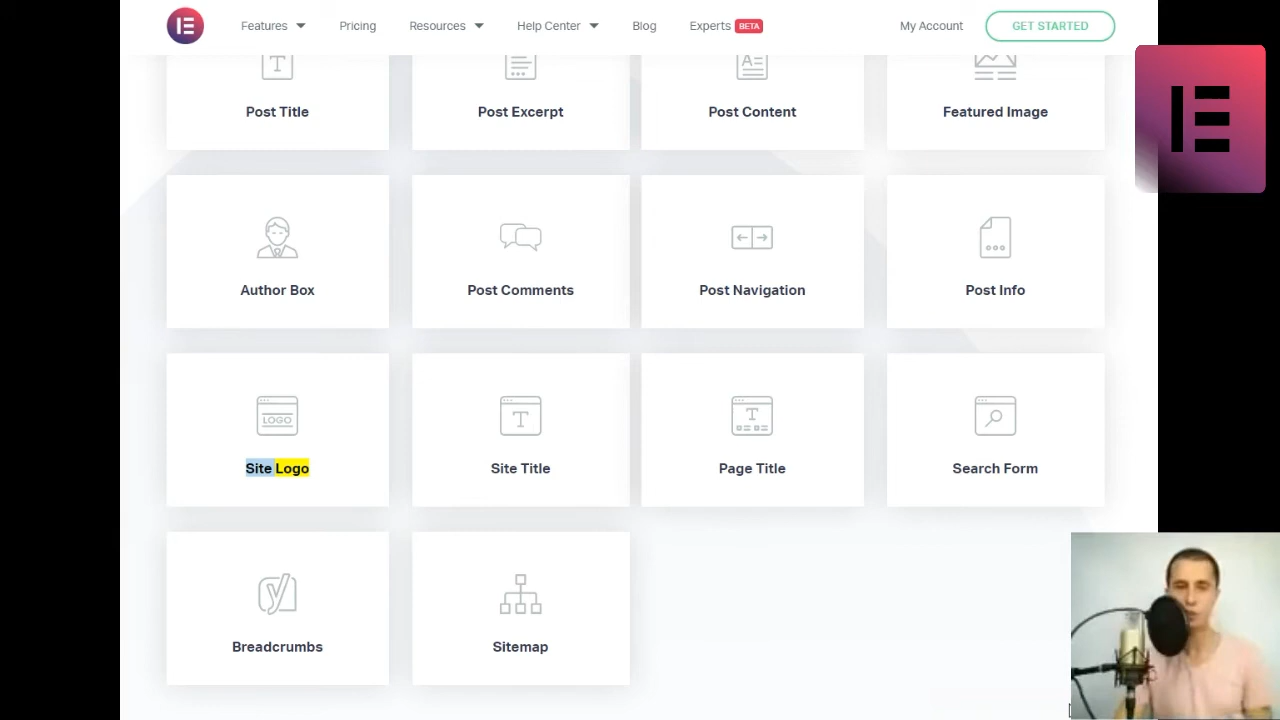 Features Pricing Resources Help Center Blog Experts BETA My Account GET STARTED
T A
Post Title Post Excerpt Post Content Featured Image
Author Box Post Comments Post Navigation Post Info
LOGO T T
Site Logo Site Title Page Title Search Form
y
Breadcrumbs Sitemap